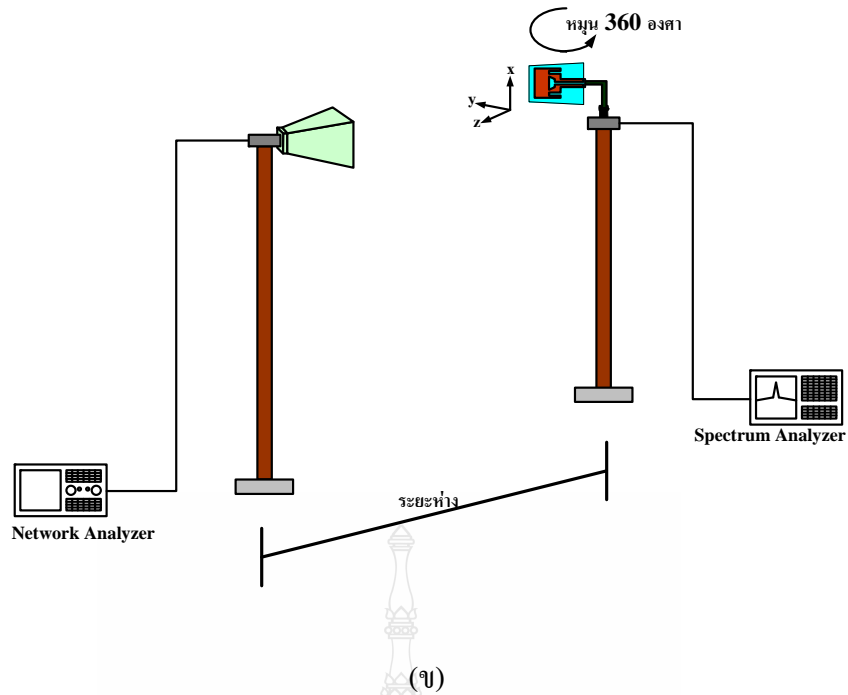 หมุน 360 องศา
x
y
z
Spectrum Analyzer
ระยะห่าง
Network Analyzer
(ข)